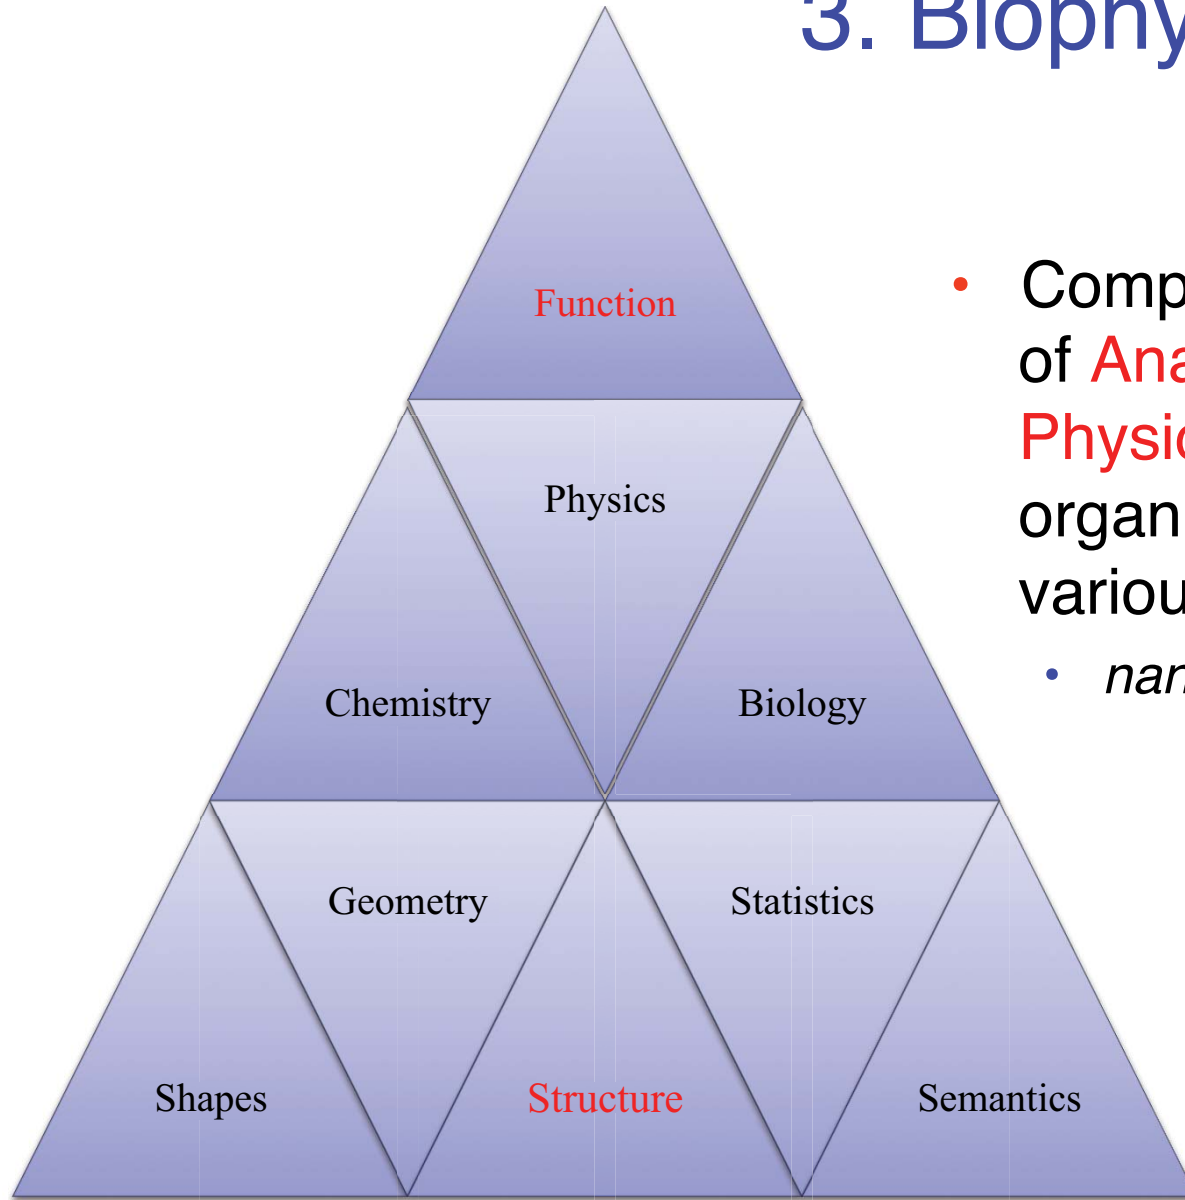 3. Biophy
Function
• Comp
of Ana
Physic
organ
variou
• nan
Physics
Chemistry
Biology
Geometry
Statistics
Shapes
Structure
Semantics